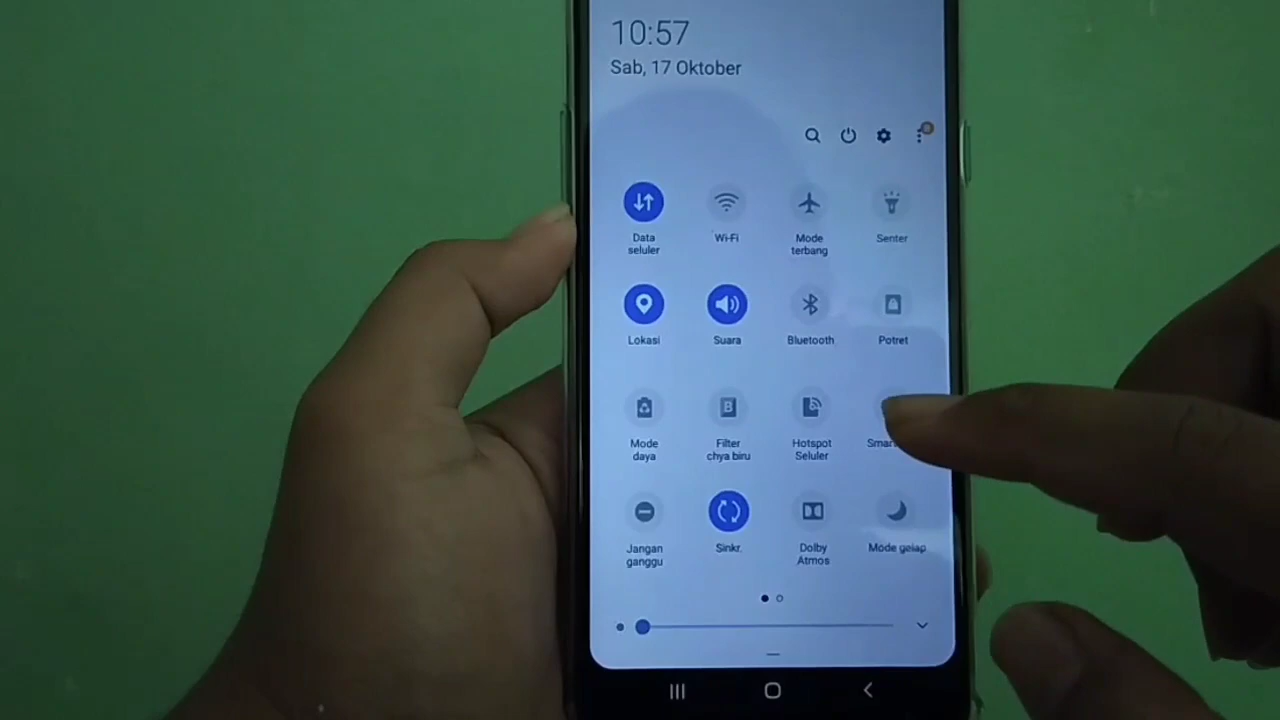 10:57
Sab, 17 Oktober
Data
seluler
Wi-Fi
Mode
terbang
Senter
Lokasi
Suara
Bluetooth
Potret
Mode
daya
Filter
chya biru
Hotspot
Seluler
Jangan
ganggu
Sinkr.
Dolby
Atmos
Mode gelap